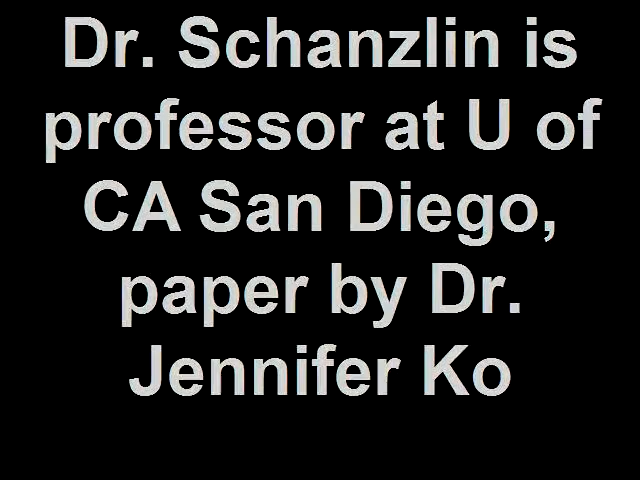 Dr. Schanzlin is
professor at U of
CA San Diego,
paper by Dr.
Jennifer Ko